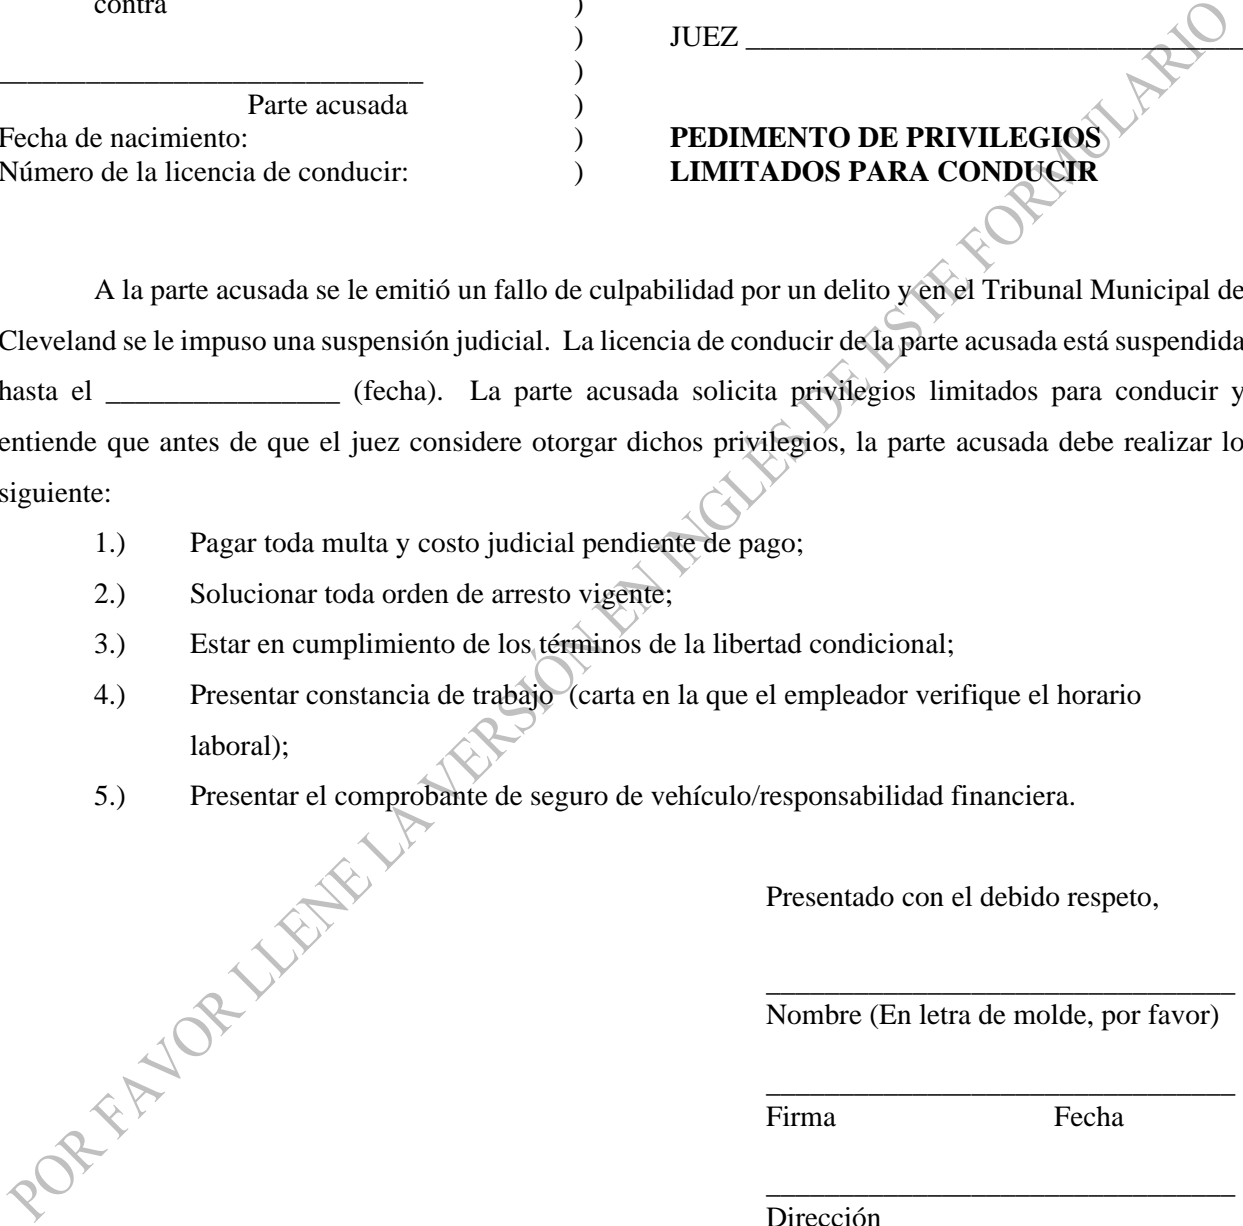 contra )
) JUEZ __________________________________
_____________________________ )
Parte acusada )
Fecha de nacimiento: ) PEDIMENTO DE PRIVILEGIOS
Número de la licencia de conducir: ) LIMITADOS PARA CONDUCIR
A la parte acusada se le emitió un fallo de culpabilidad por un delito y en el Tribunal Municipal de
Cleveland se le impuso una suspensión judicial. La licencia de conducir de la parte acusada está suspendida
hasta el ________________ (fecha). La parte acusada solicita privilegios limitados para conducir y
entiende que antes de que el juez considere otorgar dichos privilegios, la parte acusada debe realizar lo
siguiente:
1.) Pagar toda multa y costo judicial pendiente de pago;
2.) Solucionar toda orden de arresto vigente;
3.) Estar en cumplimiento de los términos de la libertad condicional;
4.) Presentar constancia de trabajo (carta en la que el empleador verifique el horario
laboral);
5.) Presentar el comprobante de seguro de vehículo/responsabilidad financiera.
Presentado con el debido respeto,
________________________________
Nombre (En letra de molde, por favor)
________________________________
Firma Fecha
________________________________
Dirección
POR FAVOR LLENE LA VERSIÓN EN INGLÉS DE ESTE FORMULARIO